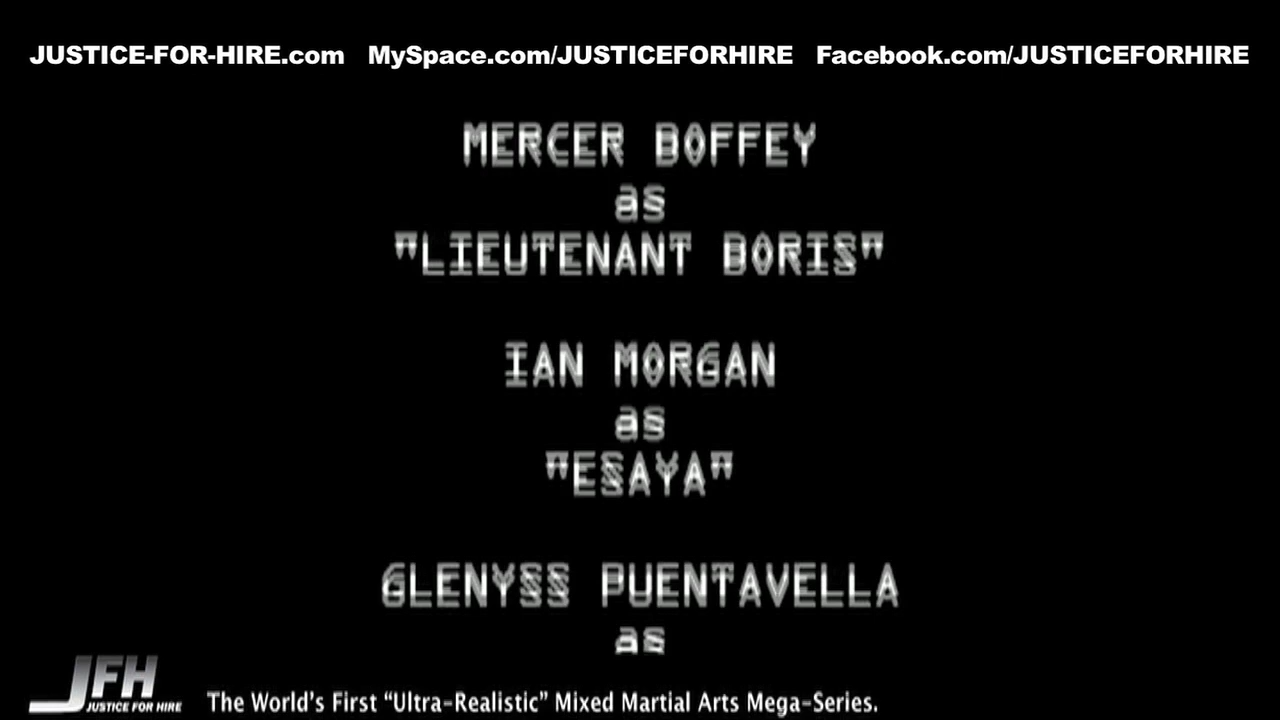 JUSTICE-FOR-HIRE.com MySpace.com/JUSTICEFORHIRE Facebook.com/JUSTICEFORHIRE
MERCER BOFFEY
as
"LIEUTENANT BORIS"
IAN MORGAN
as
"ESAYA"
GLENYSS PUENTAVELLA
as
JFH
JUSTICE FOR HIRE
The World's First “Ultra-Realistic” Mixed Martial Arts Mega-Series.